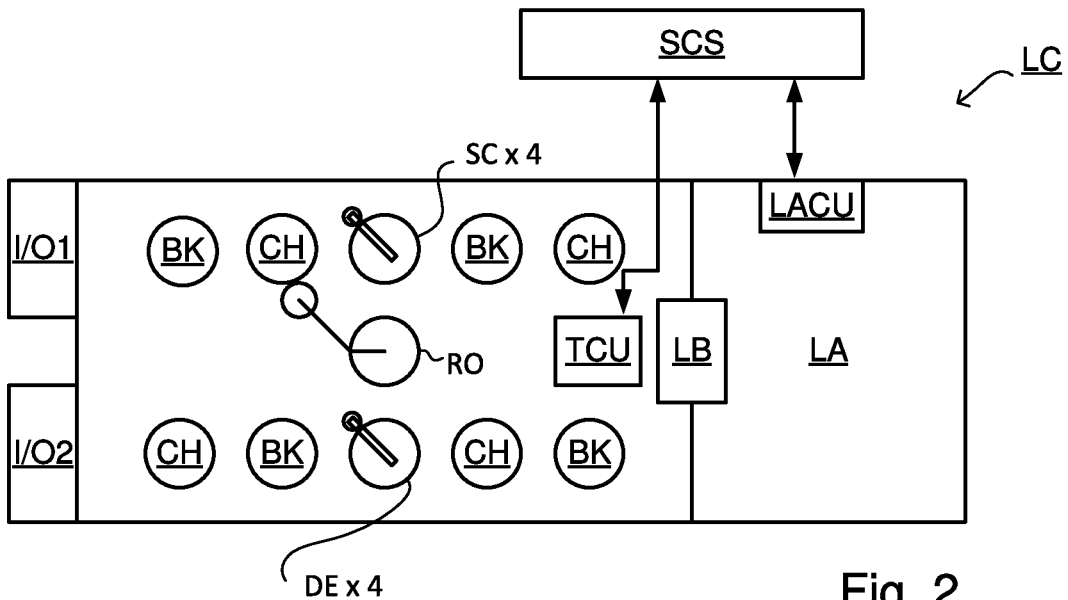 SCS
LC
SC x 4
LACU
I/O1
BK
CH
BK
CH
RO
TCU
LB
LA
I/O2
CH
BK
CH
BK
DE x 4
Fig. 2